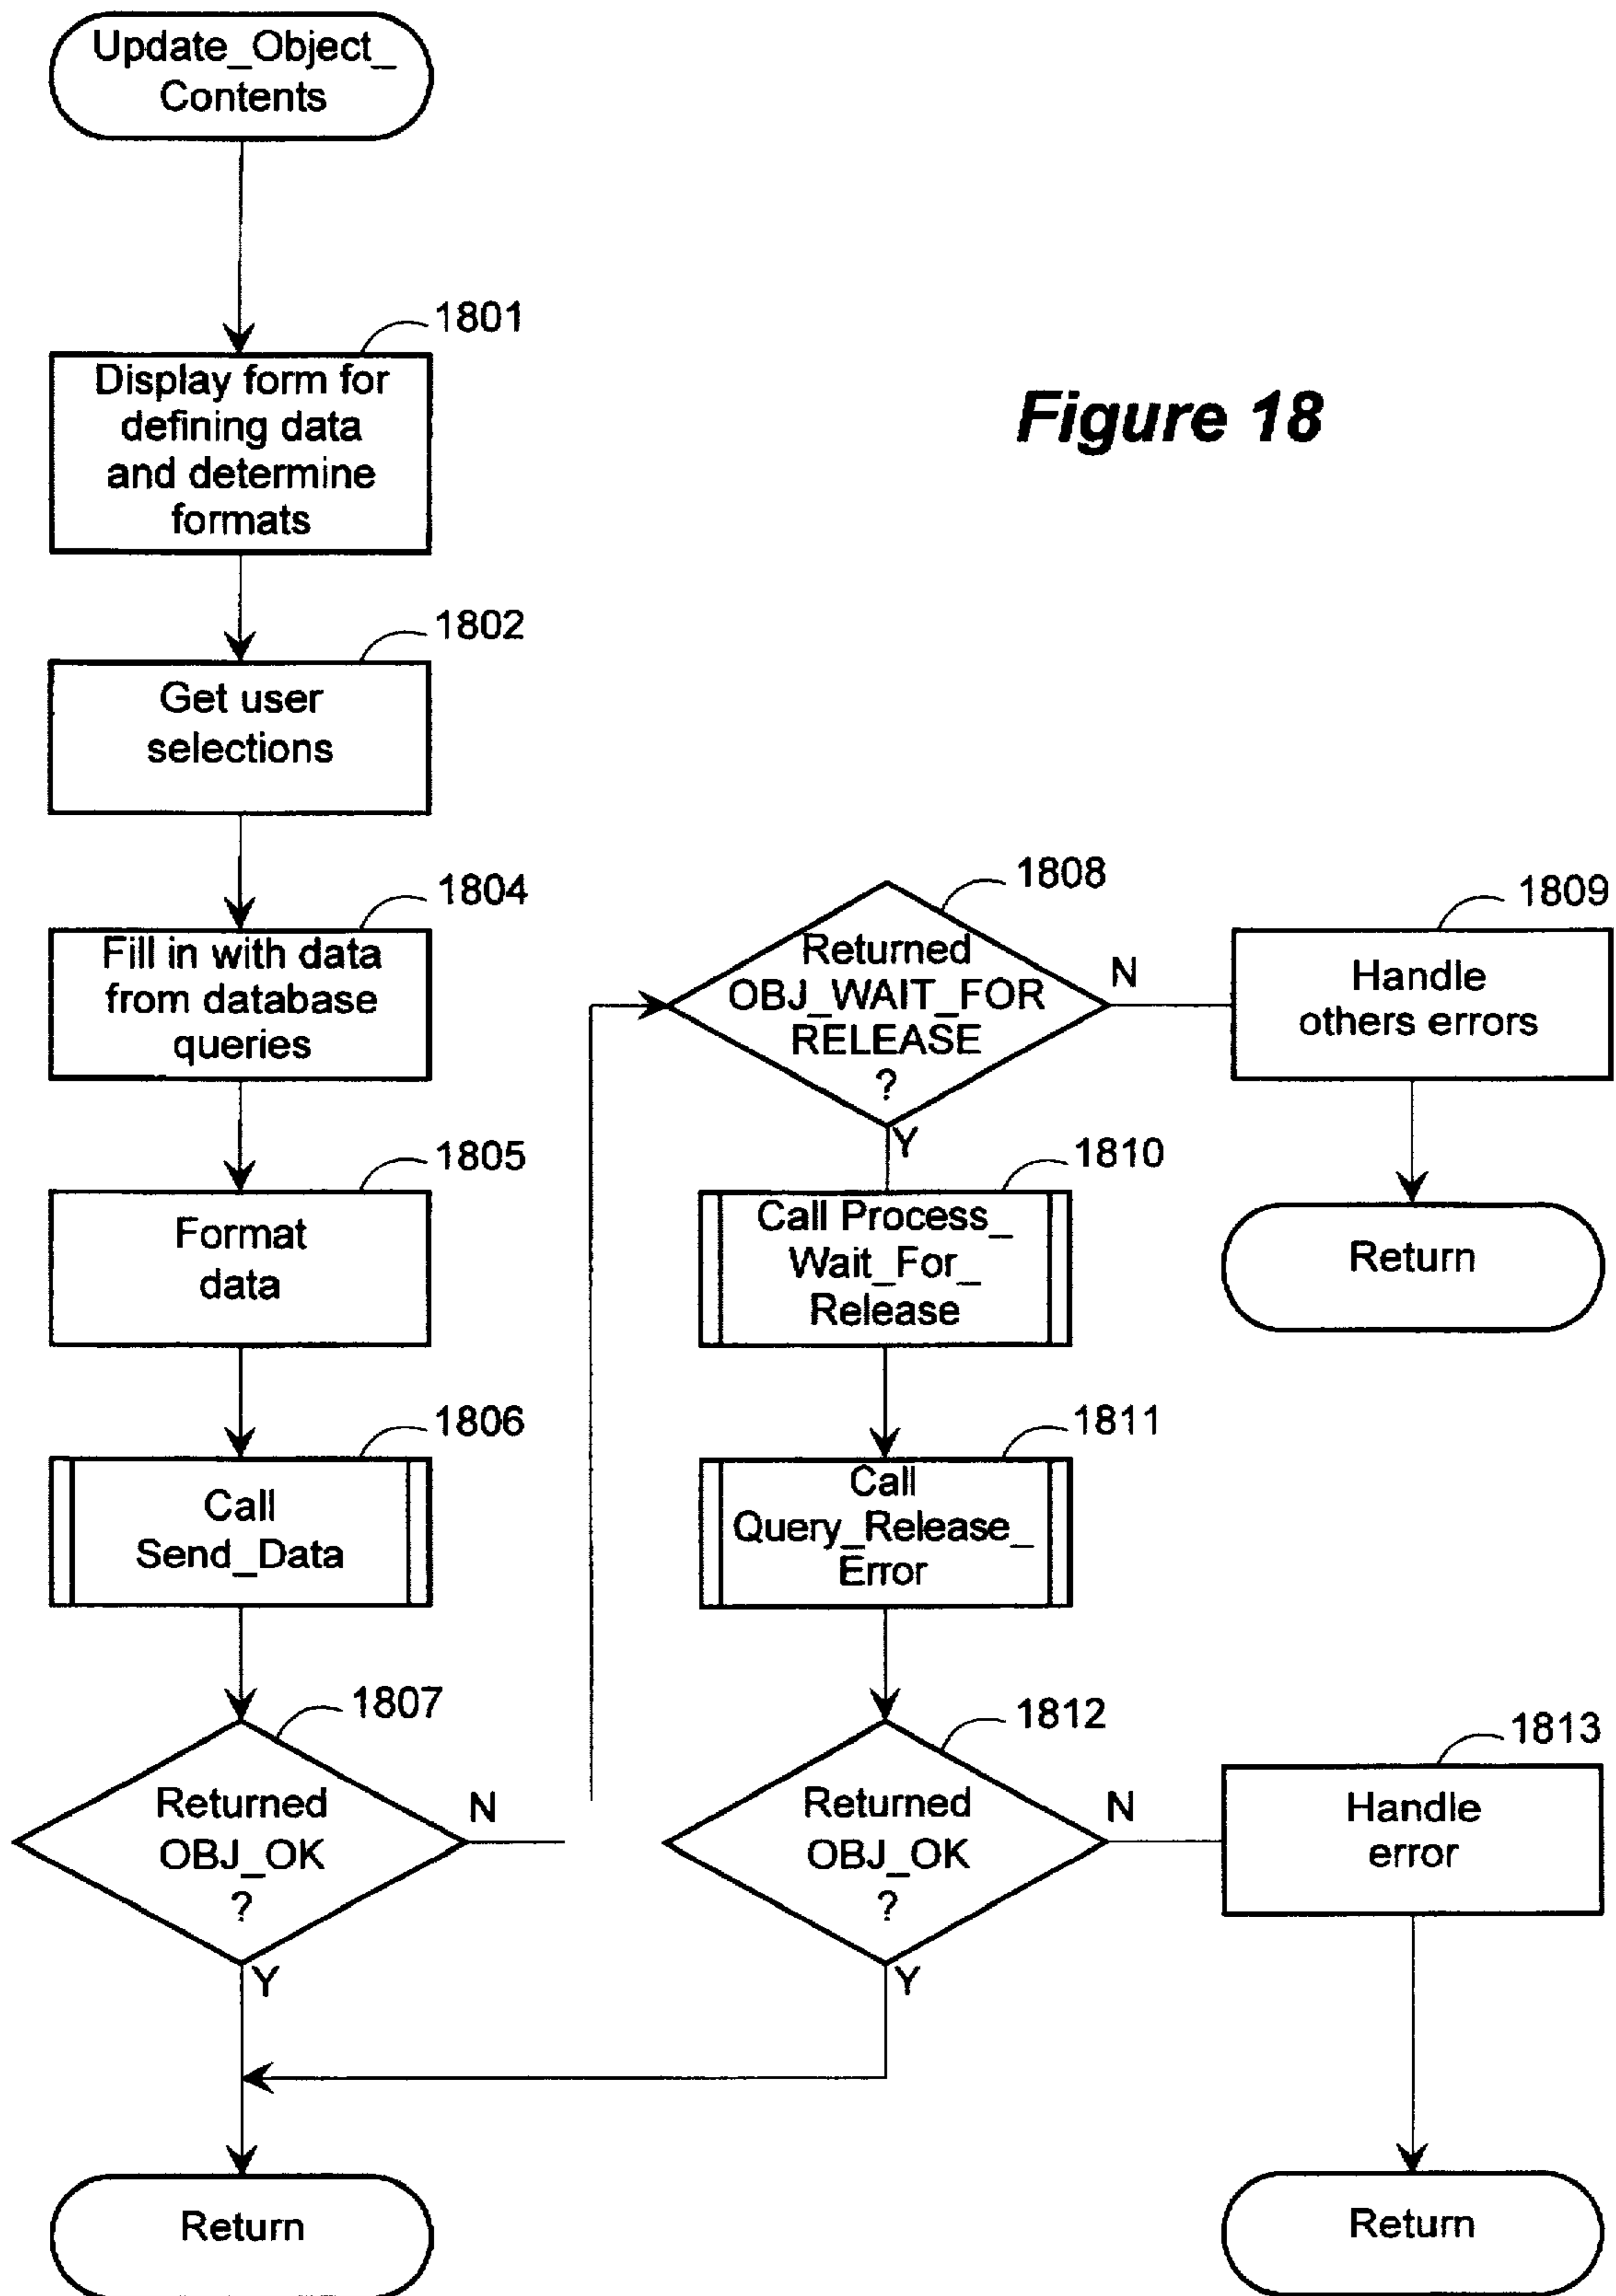 Update_Object_
Contents
1801
Display form for
defining data
and determine
formats
Figure 18
1802
Get user
selections
1804
Fill in with data
from database
queries
1805
Format
data
1806
Call
Send_Data
1807
Returned
OBJ_OK
?
N
Y
Return
1808
Returned
OBJ_WAIT_FOR
RELEASE
?
N
Y
1809
Handle
others errors
Return
1810
Call Process_
Wait_For_
Release
1811
Call
Query_Release_
Error
1812
Returned
OBJ_OK
?
N
Y
1813
Handle
error
Return